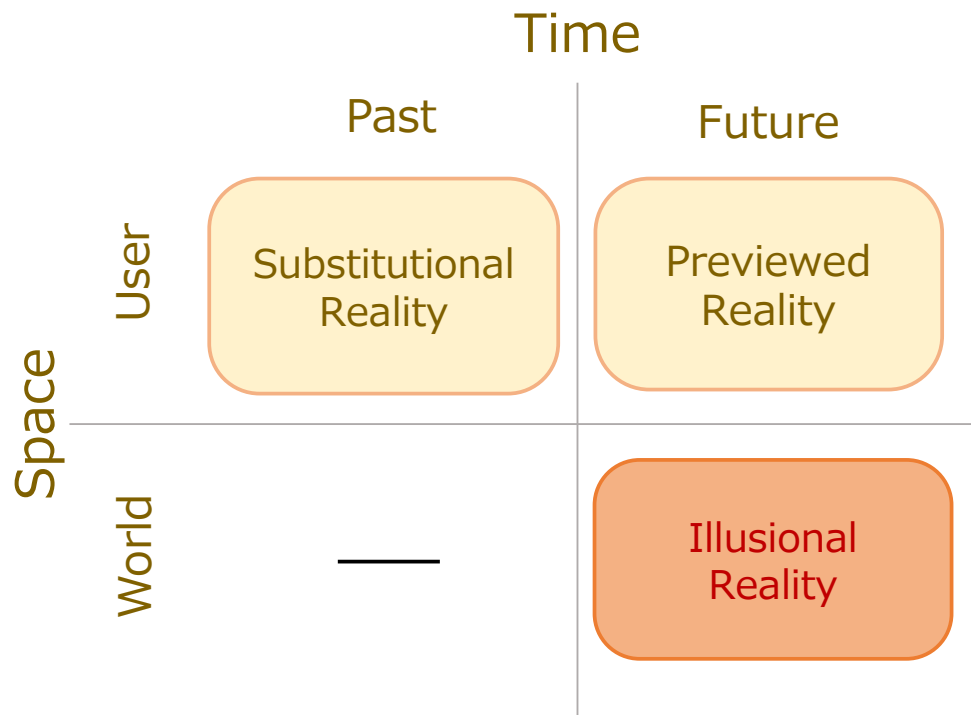 Time
Past
Future
Space
User
Substitutional
Reality
Previewed
Reality
World
Illusional
Reality